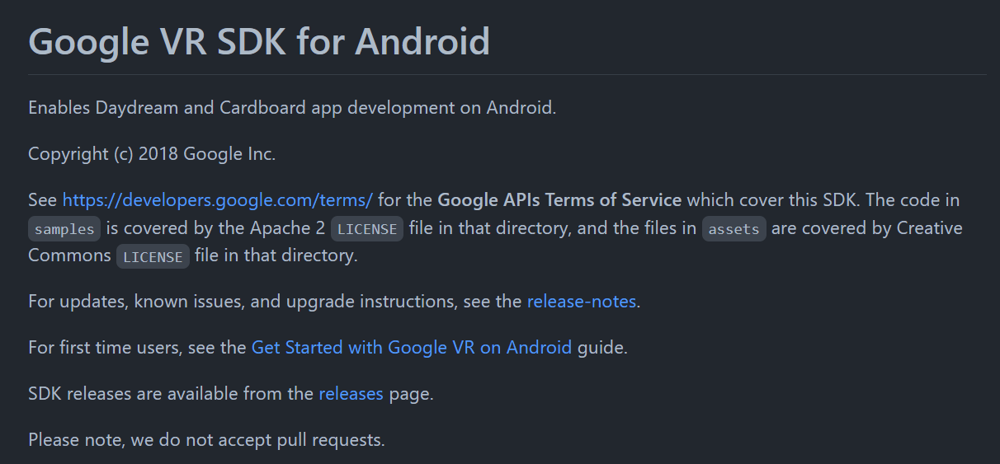 Google VR SDK for Android
Enables Daydream and Cardboard app development on Android.
Copyright (c) 2018 Google Inc.
See https://developers.google.com/terms/ for the Google APIs Terms of Service which cover this SDK. The code in
samples is covered by the Apache 2 LICENSE file in that directory, and the files in assets are covered by Creative
Commons LICENSE file in that directory.
For updates, known issues, and upgrade instructions, see the release-notes.
For first time users, see the Get Started with Google VR on Android guide.
SDK releases are available from the releases page.
Please note, we do not accept pull requests.